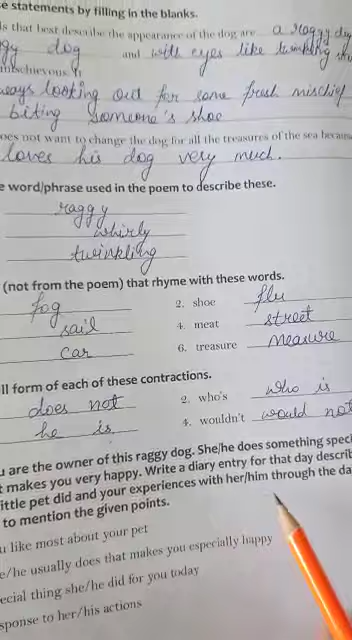 e statements by filling in the blanks.
s that best describe the appearance of the dog are a raggy dog
gy dog and with eyes like twinkling
mischievous
ways looking out for some fresh mischief
biting someone's shoe
oes not want to change the dog for all the treasures of the sea because
loves his dog very much.
e word/phrase used in the poem to describe these.
raggy
whirly
twinkling
(not from the poem) that rhyme with these words.
fog 2. shoe flu
sail 4. meat street
car 6. treasure measure
ll form of each of these contractions.
does not 2. who's who is
he is 4. wouldn't would not
u are the owner of this raggy dog. She/he does something speci
t makes you very happy. Write a diary entry for that day describ
ittle pet did and your experiences with her/him through the da
to mention the given points.
u like most about your pet
e/he usually does that makes you especially happy
ecial thing she/he did for you today
sponse to her/his actions